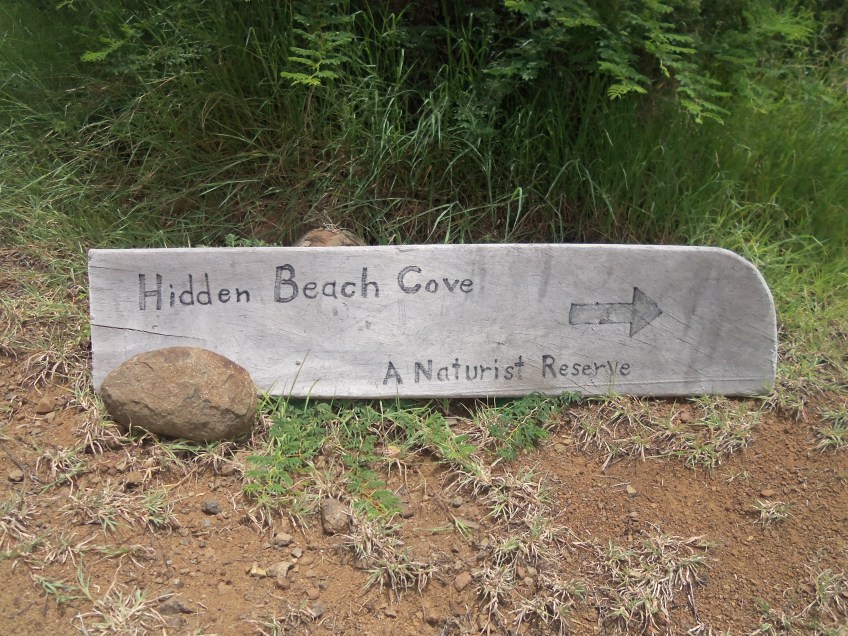 Hidden Beach Cove
A Naturist Reserve